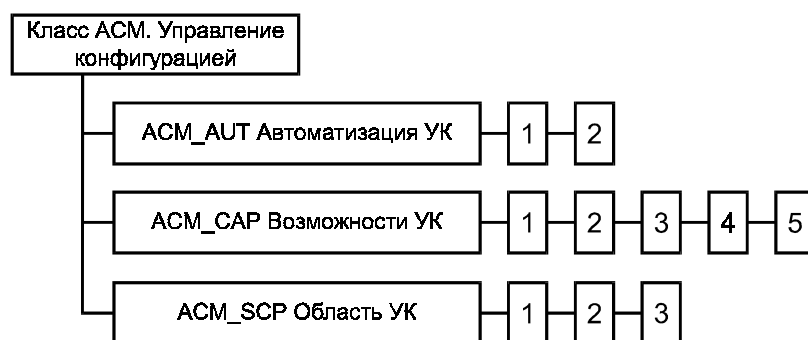 Класс АСМ. Управление
конфигурацией
ACM_AUT Автоматизация УК 1 2
ACM_CAP Возможности УК 1 2 3 4 5
ACM_SCP Область УК 1 2 3